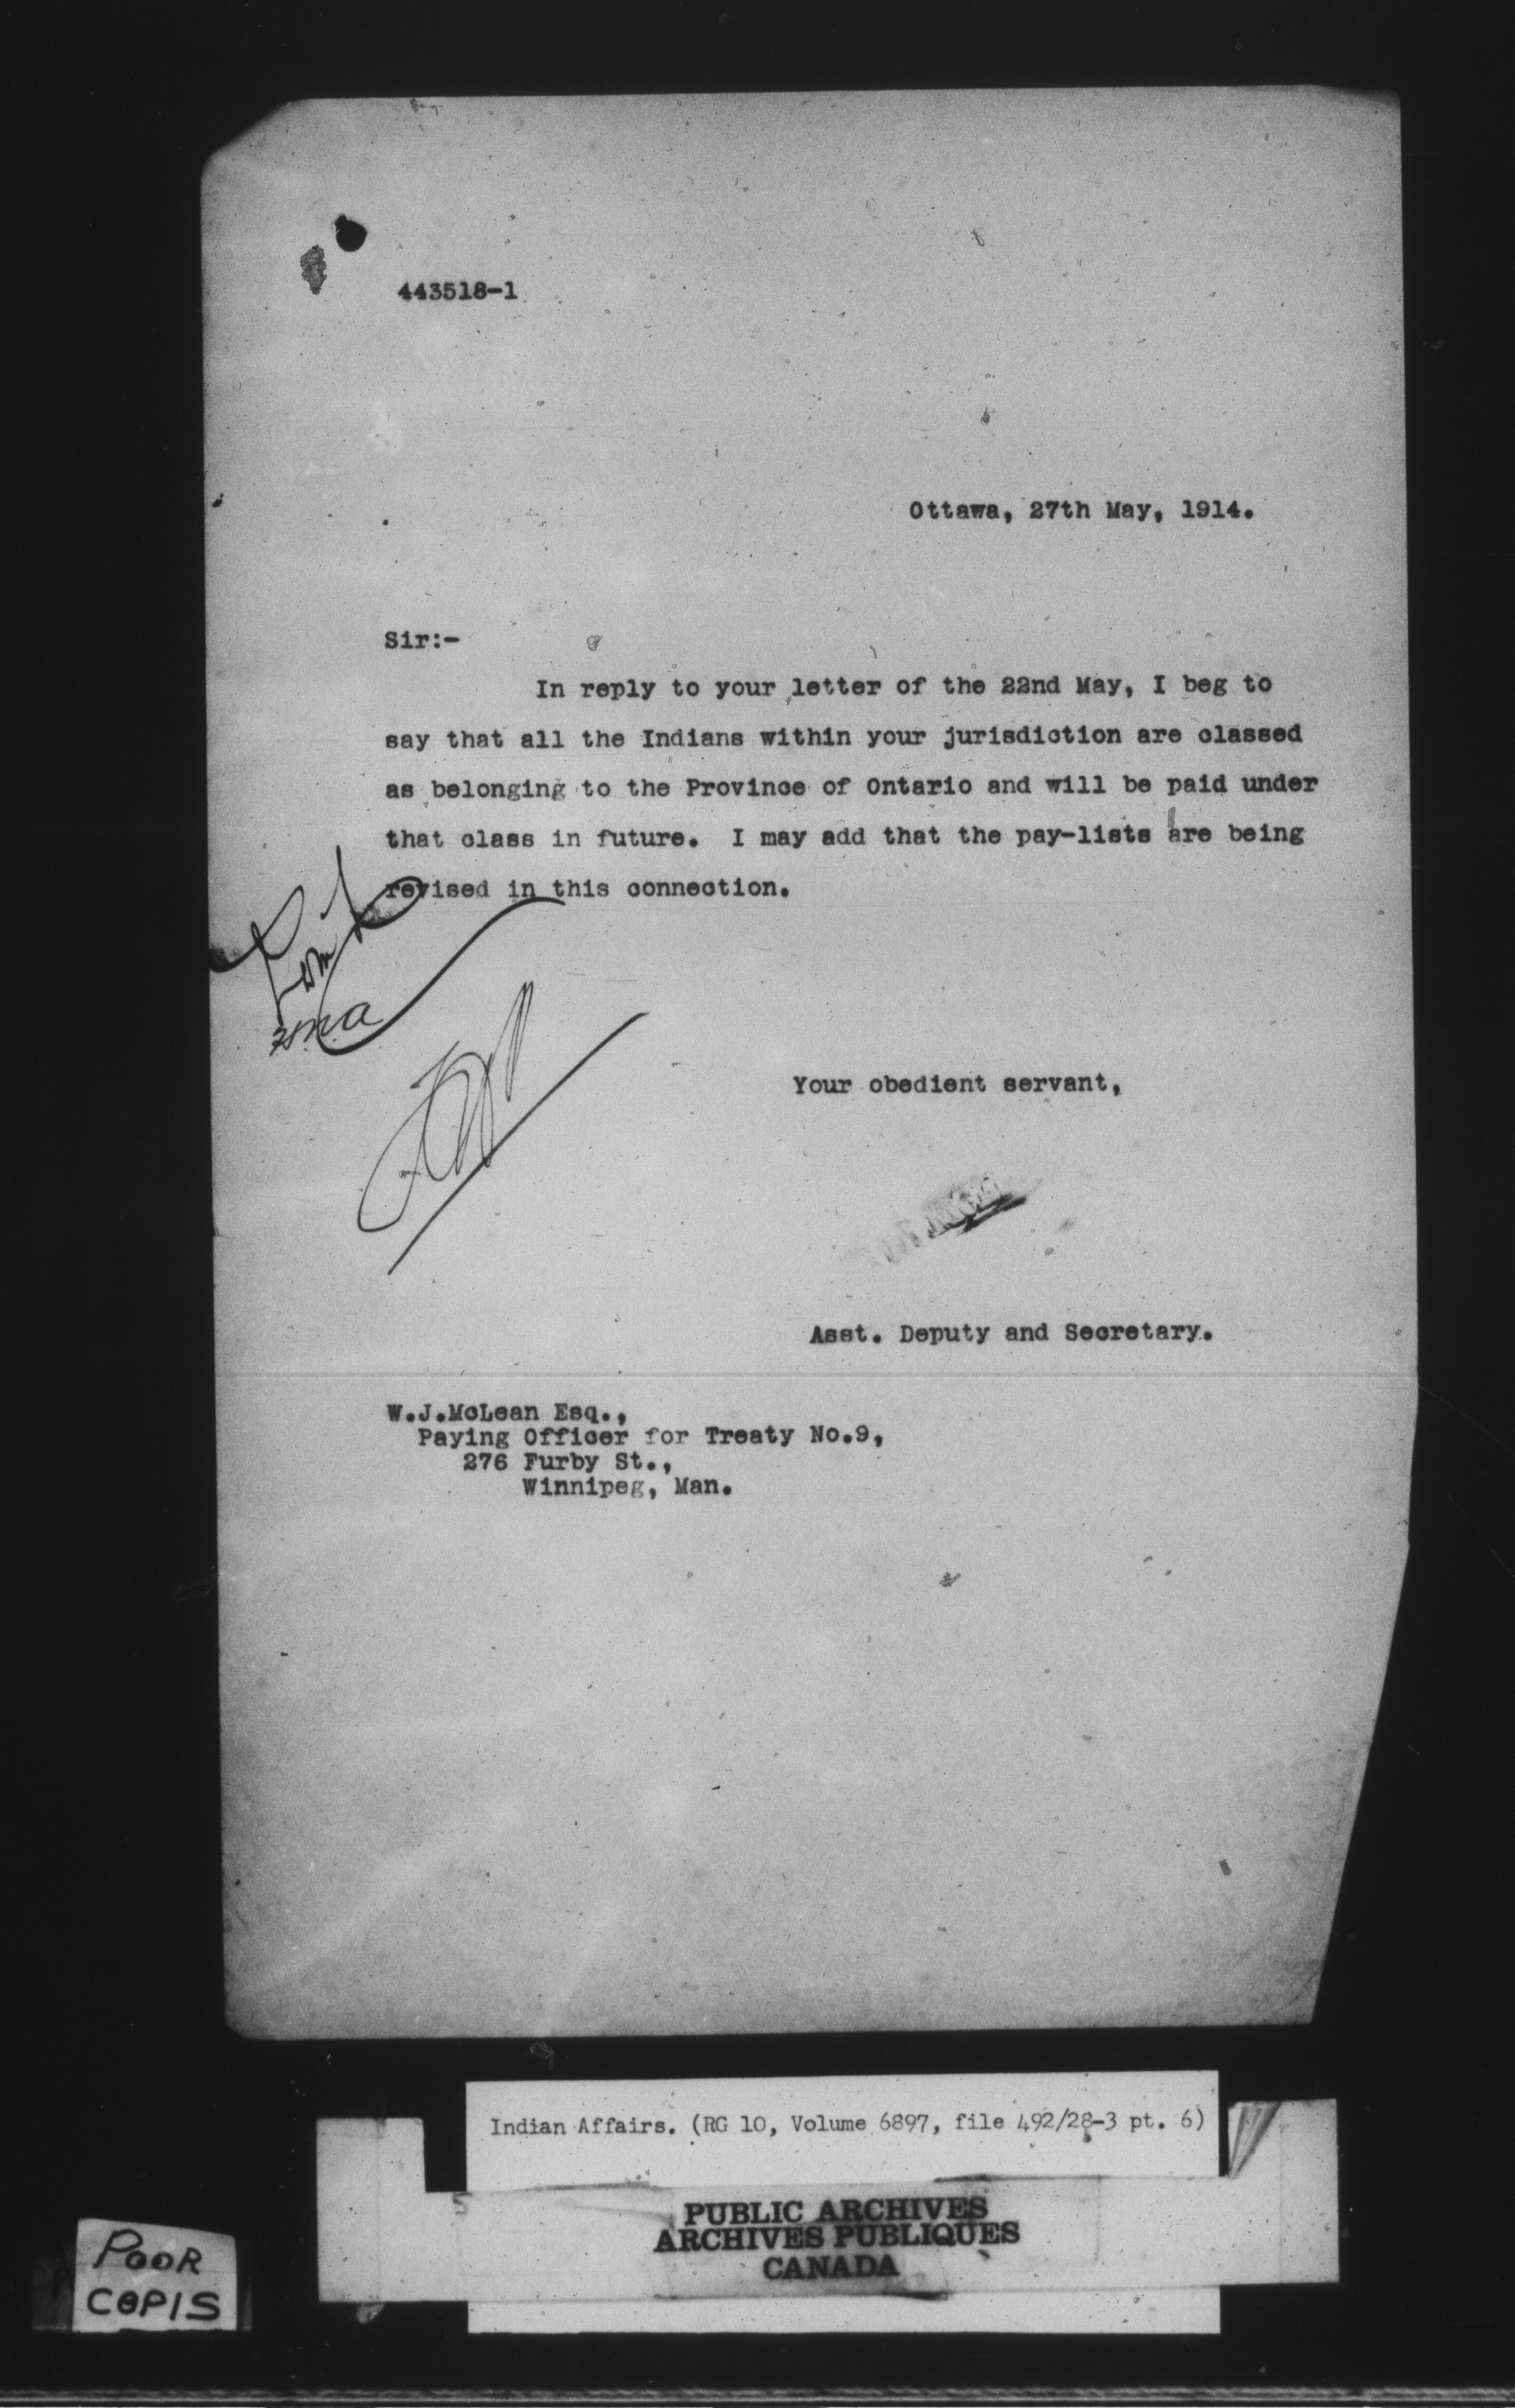 443518-1
Ottawa, 27th May, 1914.
Sir:-
In reply to your letter of the 22nd May, I beg to
say that all the Indians within your jurisdiction are classed
as belonging to the Province of Ontario and will be paid under
that class in future. I may add that the pay-lists are being
revised in this connection.
Your obedient servant,
Asst. Deputy and Secretary.
W.J.McLean Esq.,
Paying Officer for Treaty No.9,
276 Furby St.,
Winnipeg, Man.
Indian Affairs. (RG 10, Volume 6897, file 492/28-3 pt. 6)
PUBLIC ARCHIVES
ARCHIVES PUBLIQUES
CANADA
POOR
COPIS